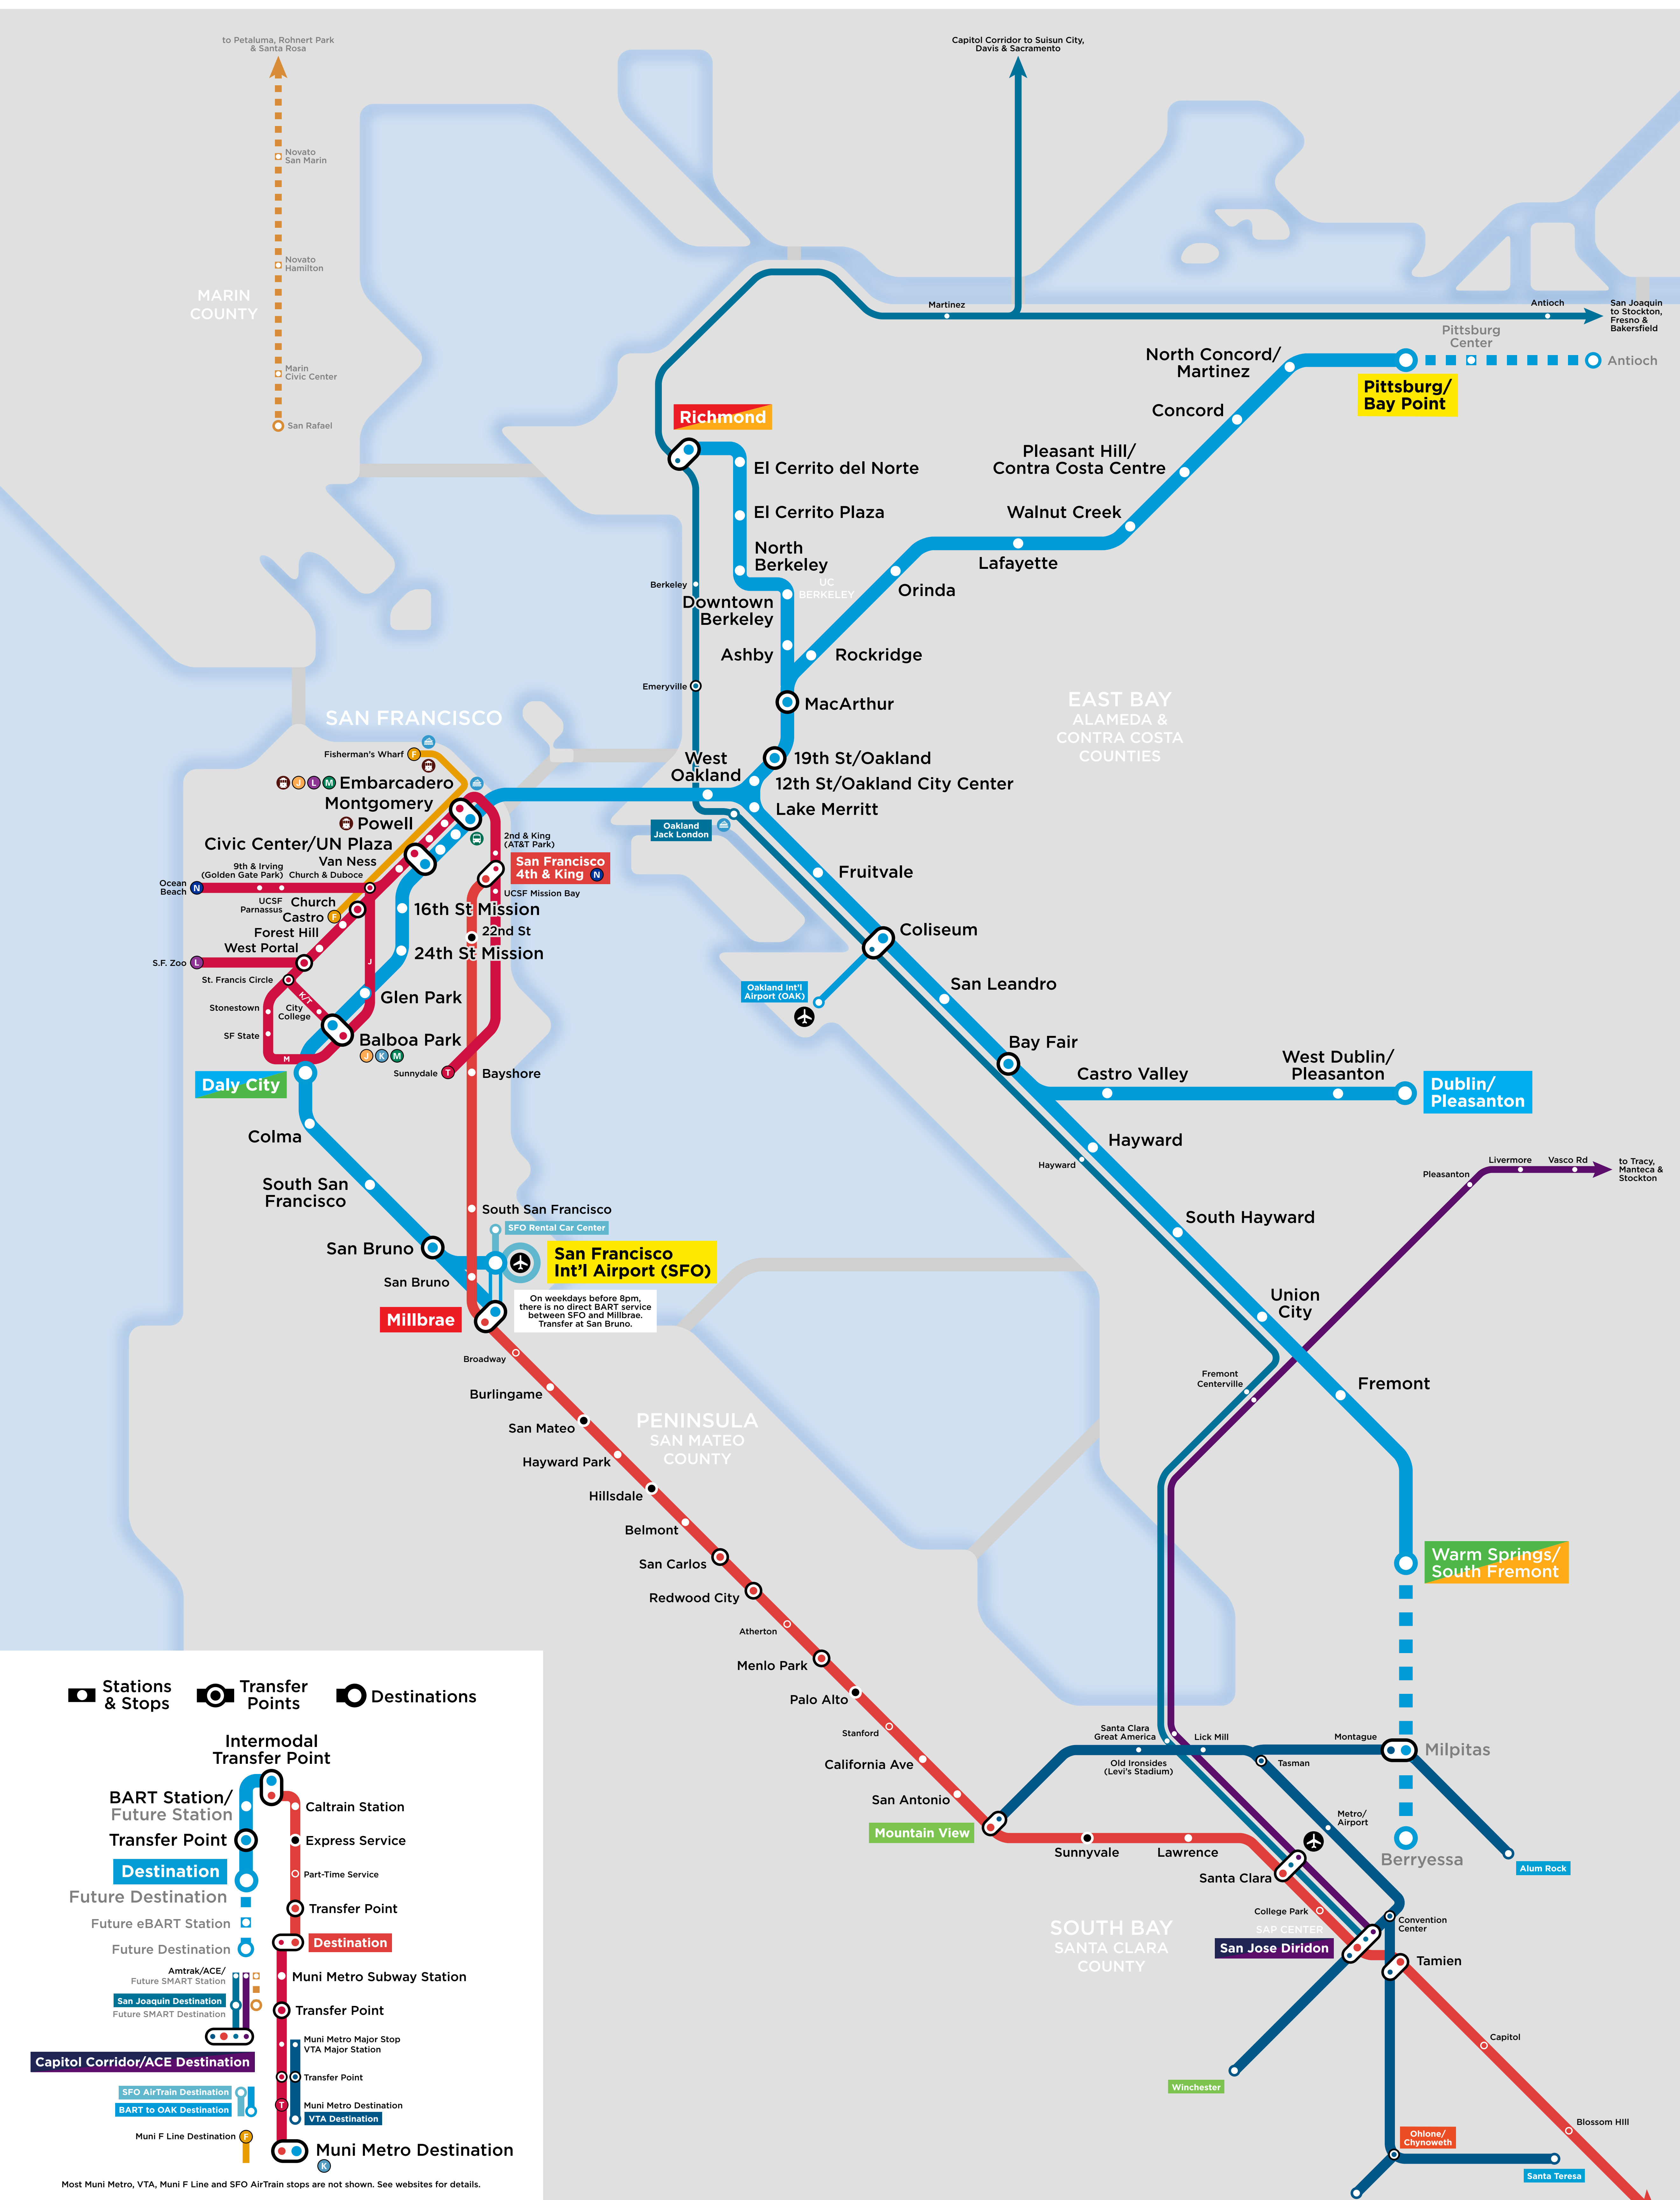 to Petaluma, Rohnert Park
& Santa Rosa
Capitol Corridor to Suisun City,
Davis & Sacramento
Novato
San Marin
Novato
Hamilton
MARIN
COUNTY
Marin
Civic Center
San Rafael
Martinez
Antioch
San Joaquin
to Stockton,
Fresno &
Bakersfield
Pittsburg
Center
Antioch
North Concord/
Martinez
Pittsburg/
Bay Point
Concord
Richmond
Pleasant Hill/
Contra Costa Centre
El Cerrito del Norte
El Cerrito Plaza
Walnut Creek
North
Berkeley
Lafayette
Berkeley
UC
BERKELEY
Orinda
Downtown
Berkeley
Ashby
Rockridge
Emeryville
MacArthur
EAST BAY
ALAMEDA &
CONTRA COSTA
COUNTIES
SAN FRANCISCO
Fisherman's Wharf
F
West
Oakland
19th St/Oakland
12th St/Oakland City Center
Lake Merritt
J
L
M
Embarcadero
Montgomery
Powell
Oakland
Jack London
Civic Center/UN Plaza
Van Ness
2nd & King
(AT&T Park)
San Francisco
4th & King
N
9th & Irving
(Golden Gate Park)
Church & Duboce
Ocean
Beach
N
UCSF
Parnassus
Church
Castro
F
UCSF Mission Bay
Fruitvale
16th St Mission
22nd St
24th St Mission
Forest Hill
West Portal
Coliseum
S.F. Zoo
L
J
St. Francis Circle
K/T
Stonestown
City
College
SF State
M
Glen Park
Oakland Int'l
Airport (OAK)
San Leandro
Balboa Park
J
K
M
Bay Fair
West Dublin/
Pleasanton
Castro Valley
Dublin/
Pleasanton
Daly City
Sunnydale
T
Bayshore
Colma
Hayward
Hayward
Pleasanton
Livermore
Vasco Rd
to Tracy,
Manteca &
Stockton
South San
Francisco
South San Francisco
SFO Rental Car Center
South Hayward
San Bruno
San Francisco
Int'l Airport (SFO)
San Bruno
On weekdays before 8pm,
there is no direct BART service
between SFO and Millbrae.
Transfer at San Bruno.
Millbrae
Union
City
Broadway
Fremont
Centerville
Fremont
Burlingame
San Mateo
PENINSULA
SAN MATEO
COUNTY
Hayward Park
Hillsdale
Belmont
San Carlos
Warm Springs/
South Fremont
Redwood City
Atherton
Menlo Park
Palo Alto
Stanford
California Ave
San Antonio
Mountain View
Santa Clara
Great America
Lick Mill
Montague
Milpitas
Old Ironsides
(Levi's Stadium)
Tasman
Metro/
Airport
Sunnyvale
Lawrence
Berryessa
Alum Rock
Santa Clara
College Park
SAP CENTER
Convention
Center
SOUTH BAY
SANTA CLARA
COUNTY
San Jose Diridon
Tamien
Capitol
Winchester
Blossom HIll
Ohlone/
Chynoweth
Santa Teresa
Stations
& Stops
Transfer
Points
Destinations
Intermodal
Transfer Point
BART Station/
Future Station
Caltrain Station
Transfer Point
Express Service
Destination
Part-Time Service
Future Destination
Transfer Point
Future eBART Station
Future Destination
Destination
Amtrak/ACE/
Future SMART Station
Muni Metro Subway Station
San Joaquin Destination
Future SMART Destination
Transfer Point
Capitol Corridor/ACE Destination
Muni Metro Major Stop
VTA Major Station
Transfer Point
SFO AirTrain Destination
BART to OAK Destination
T
Muni Metro Destination
VTA Destination
Muni F Line Destination
F
Muni Metro Destination
K
Most Muni Metro, VTA, Muni F Line and SFO AirTrain stops are not shown. See websites for details.